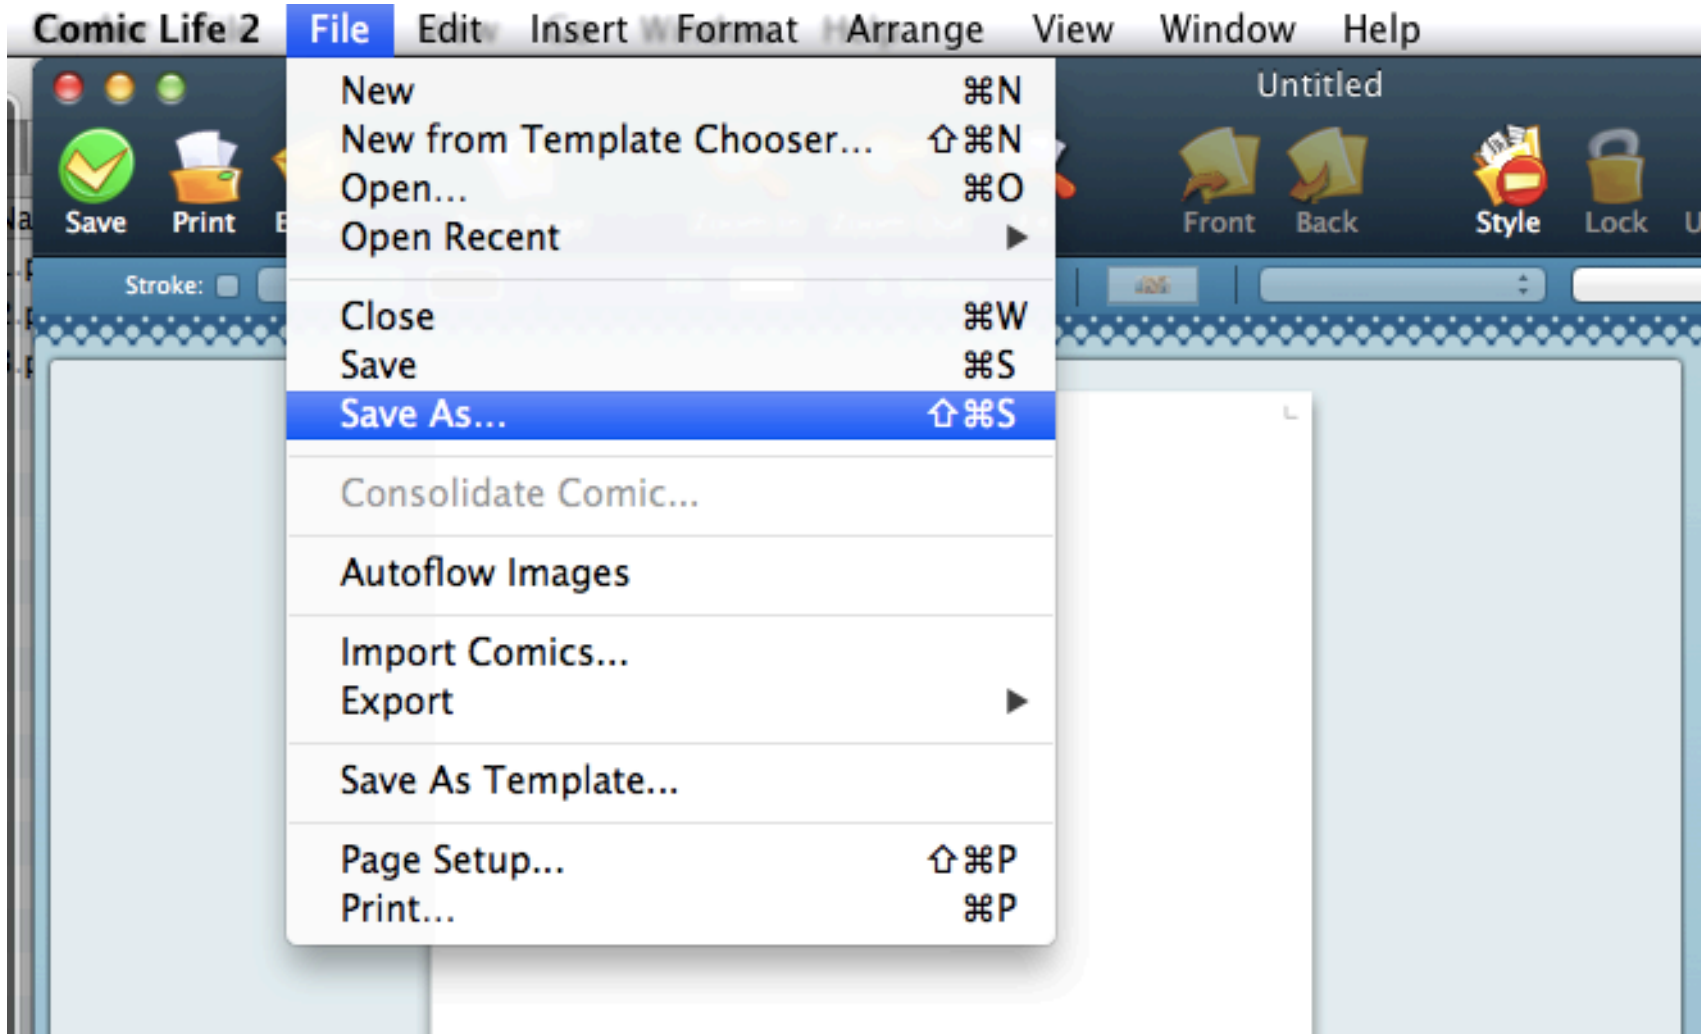 Comic Life 2 File Edit Insert Format Arrange View Window Help
Untitled
New ⌘N
New from Template Chooser... ⇧⌘N
Open... ⌘O
Open Recent ▶
Save Print Front Back Style Lock
Stroke:
Close ⌘W
Save ⌘S
Save As... ⇧⌘S
Consolidate Comic...
Autoflow Images
Import Comics...
Export ▶
Save As Template...
Page Setup... ⇧⌘P
Print... ⌘P